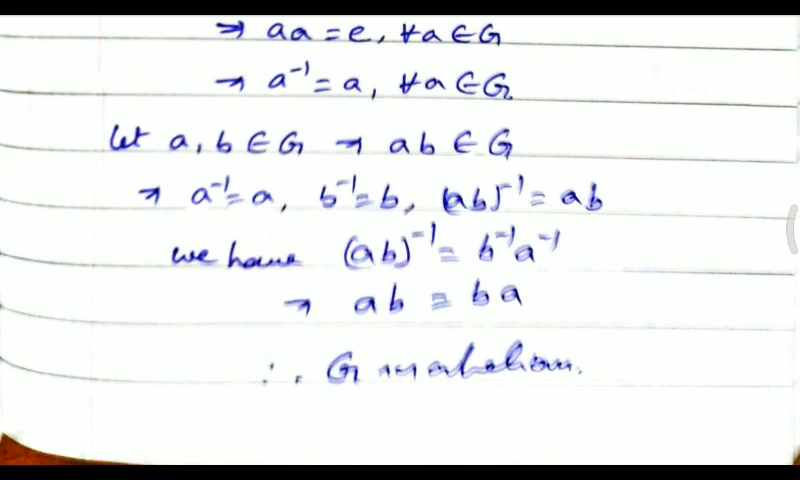 ⇒ aa = e, ∀a ∈ G
→ a⁻¹ = a, ∀a ∈ G
let a, b ∈ G → ab ∈ G
→ a⁻¹ = a, b⁻¹ = b, (ab)⁻¹ = ab
we have (ab)⁻¹ = b⁻¹a⁻¹
→ ab = ba
∴ G is abelian.